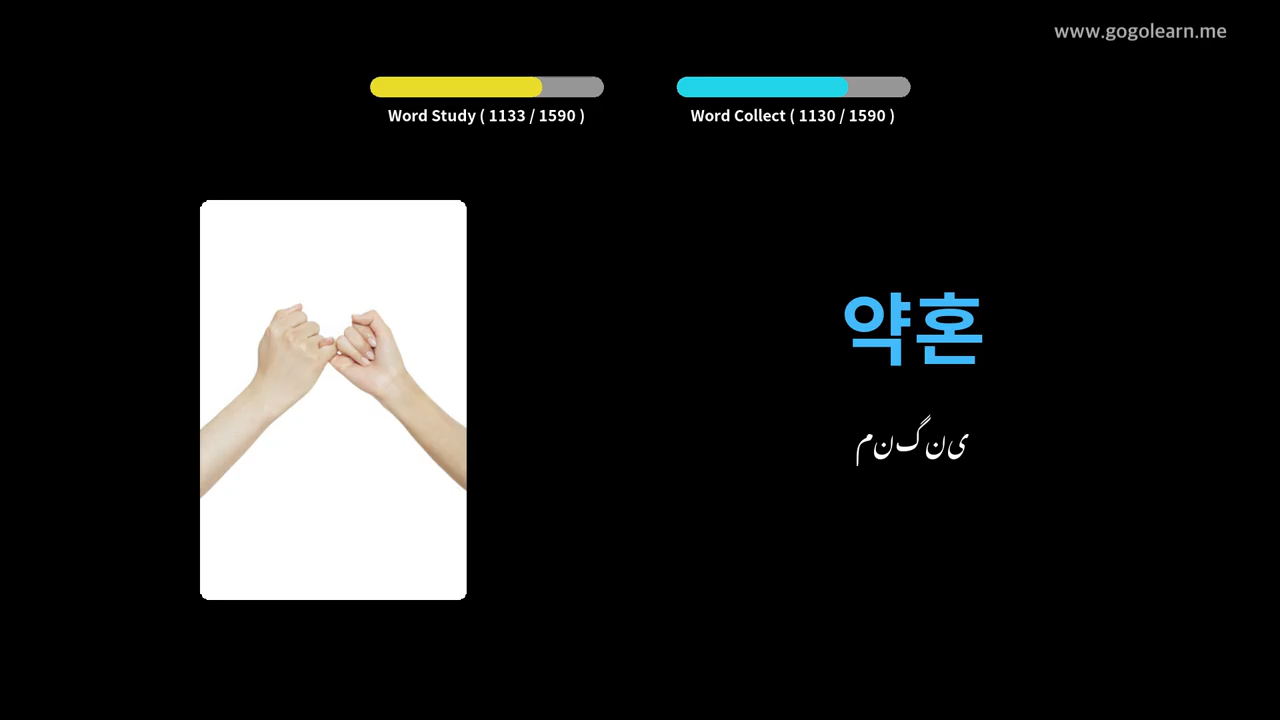 www.gogolearn.me
Word Study ( 1133 / 1590 )
Word Collect ( 1130 / 1590 )
약혼
منگنی